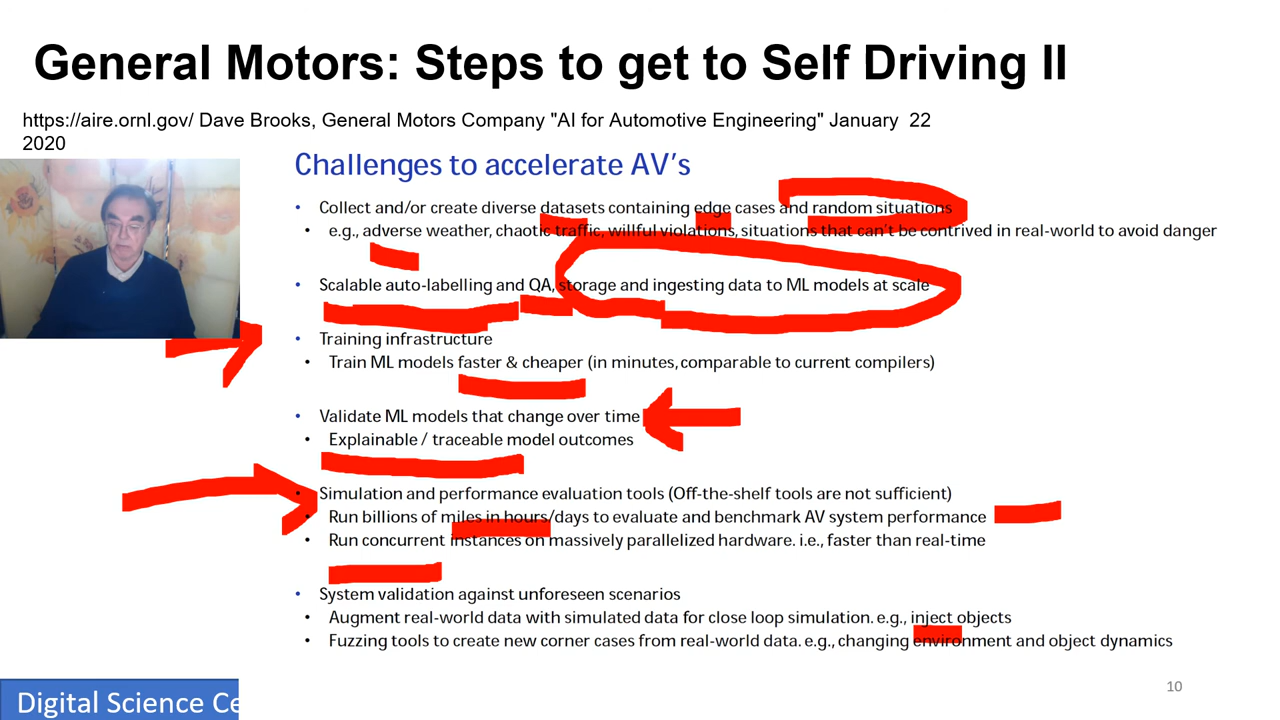 General Motors: Steps to get to Self Driving II
https://aire.ornl.gov/ Dave Brooks, General Motors Company "AI for Automotive Engineering" January 22
2020
Challenges to accelerate AV's
• Collect and/or create diverse datasets containing edge cases and random situations
• e.g., adverse weather, chaotic traffic, willful violations, situations that can't be contrived in real-world to avoid danger
• Scalable auto-labelling and QA, storage and ingesting data to ML models at scale
• Training infrastructure
• Train ML models faster & cheaper (in minutes, comparable to current compilers)
• Validate ML models that change over time
• Explainable / traceable model outcomes
• Simulation and performance evaluation tools (Off-the-shelf tools are not sufficient)
• Run billions of miles in hours/days to evaluate and benchmark AV system performance
• Run concurrent instances on massively parallelized hardware. i.e., faster than real-time
• System validation against unforeseen scenarios
• Augment real-world data with simulated data for close loop simulation. e.g., inject objects
• Fuzzing tools to create new corner cases from real-world data. e.g., changing environment and object dynamics
Digital Science Ce
10